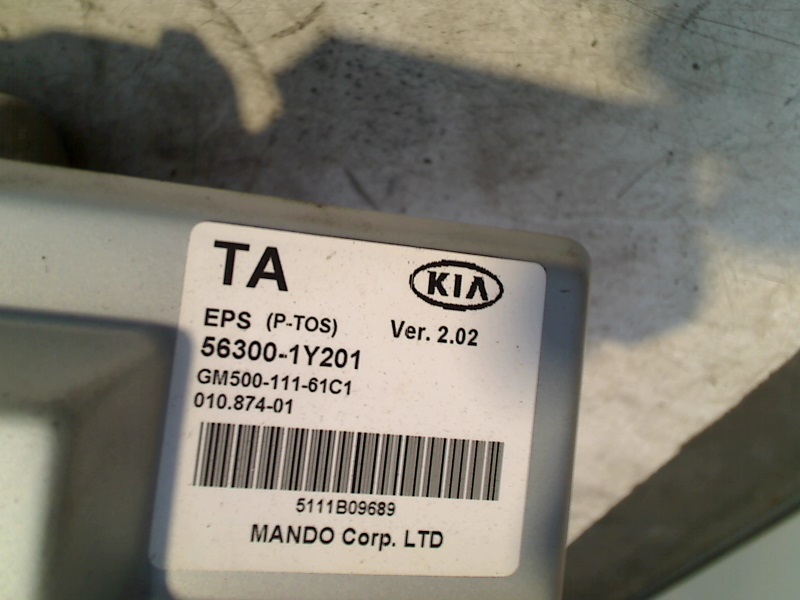 TA KIA
EPS (P-TOS) Ver. 2.02
56300-1Y201
GM500-111-61C1
010.874-01
5111B09689
MANDO Corp. LTD